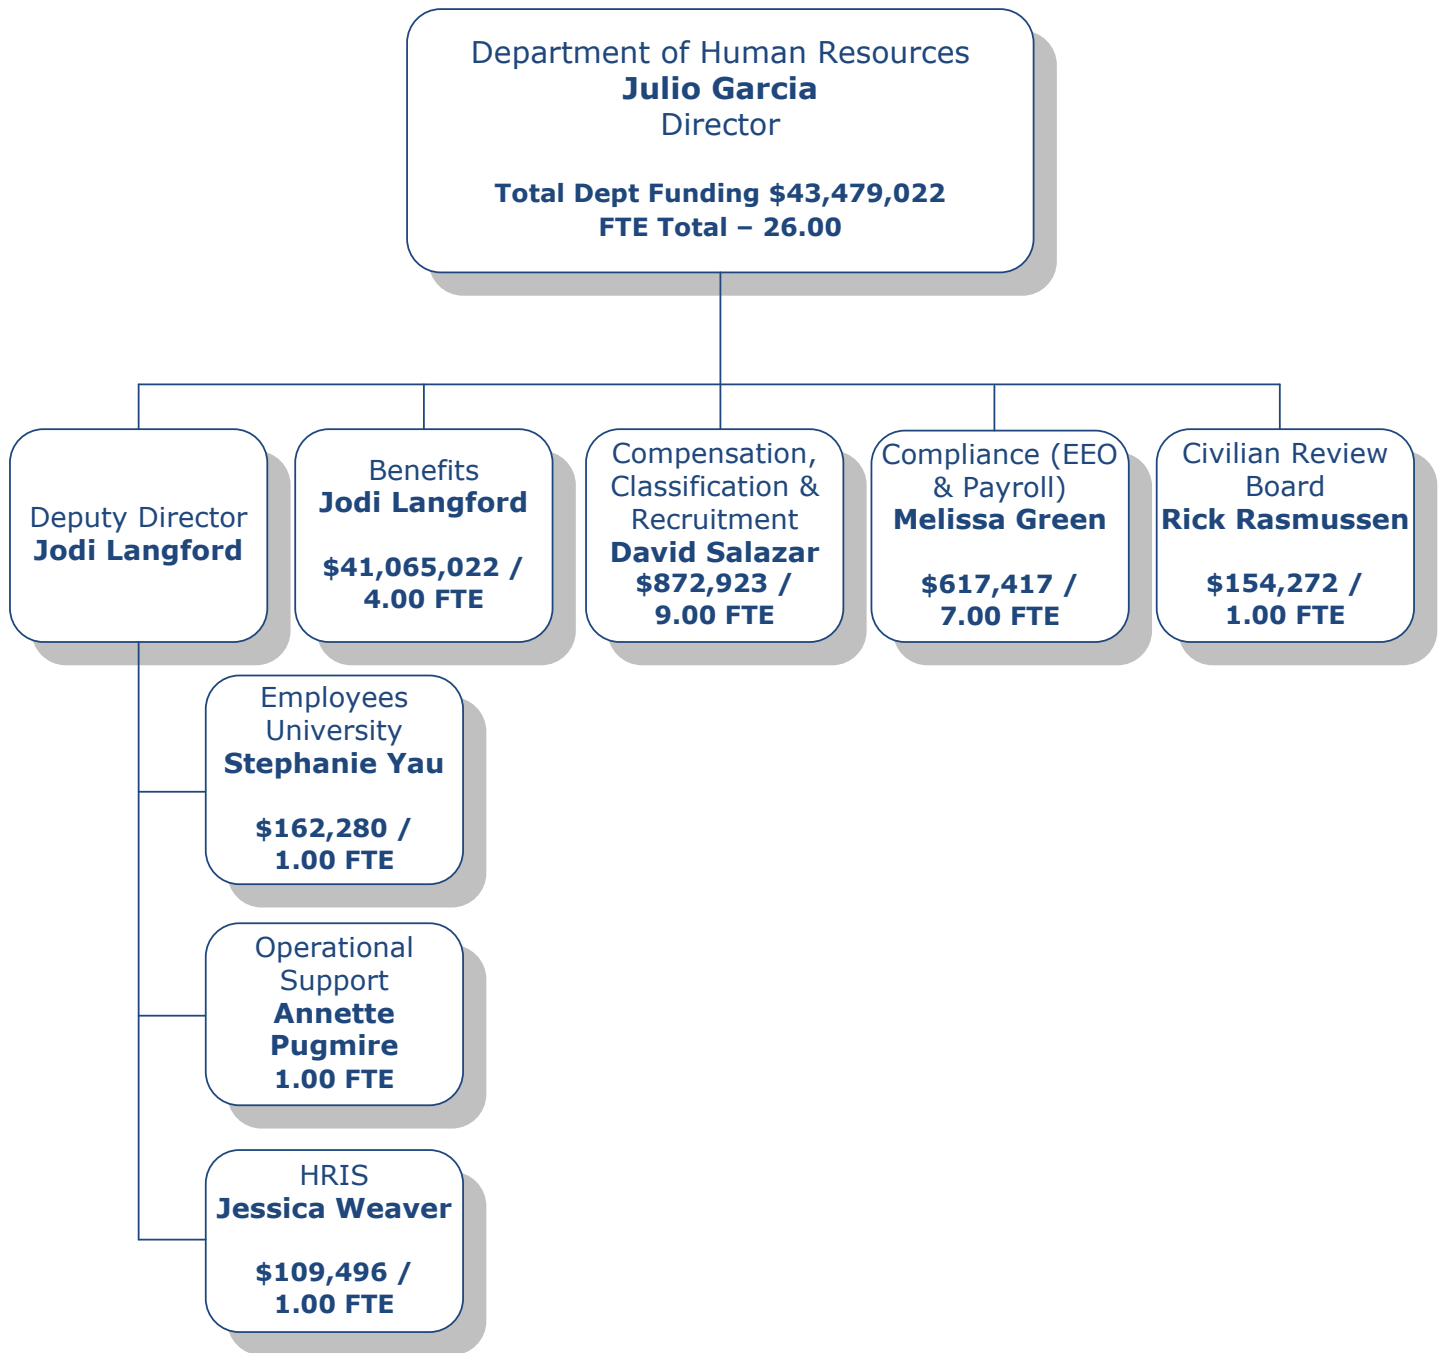 Department of Human Resources
Julio Garcia
Director
Total Dept Funding $43,479,022
FTE Total – 26.00
Deputy Director
Jodi Langford
Benefits
Jodi Langford
$41,065,022 /
4.00 FTE
Compensation,
Classification &
Recruitment
David Salazar
$872,923 /
9.00 FTE
Compliance (EEO
& Payroll)
Melissa Green
$617,417 /
7.00 FTE
Civilian Review
Board
Rick Rasmussen
$154,272 /
1.00 FTE
Employees
University
Stephanie Yau
$162,280 /
1.00 FTE
Operational
Support
Annette
Pugmire
1.00 FTE
HRIS
Jessica Weaver
$109,496 /
1.00 FTE